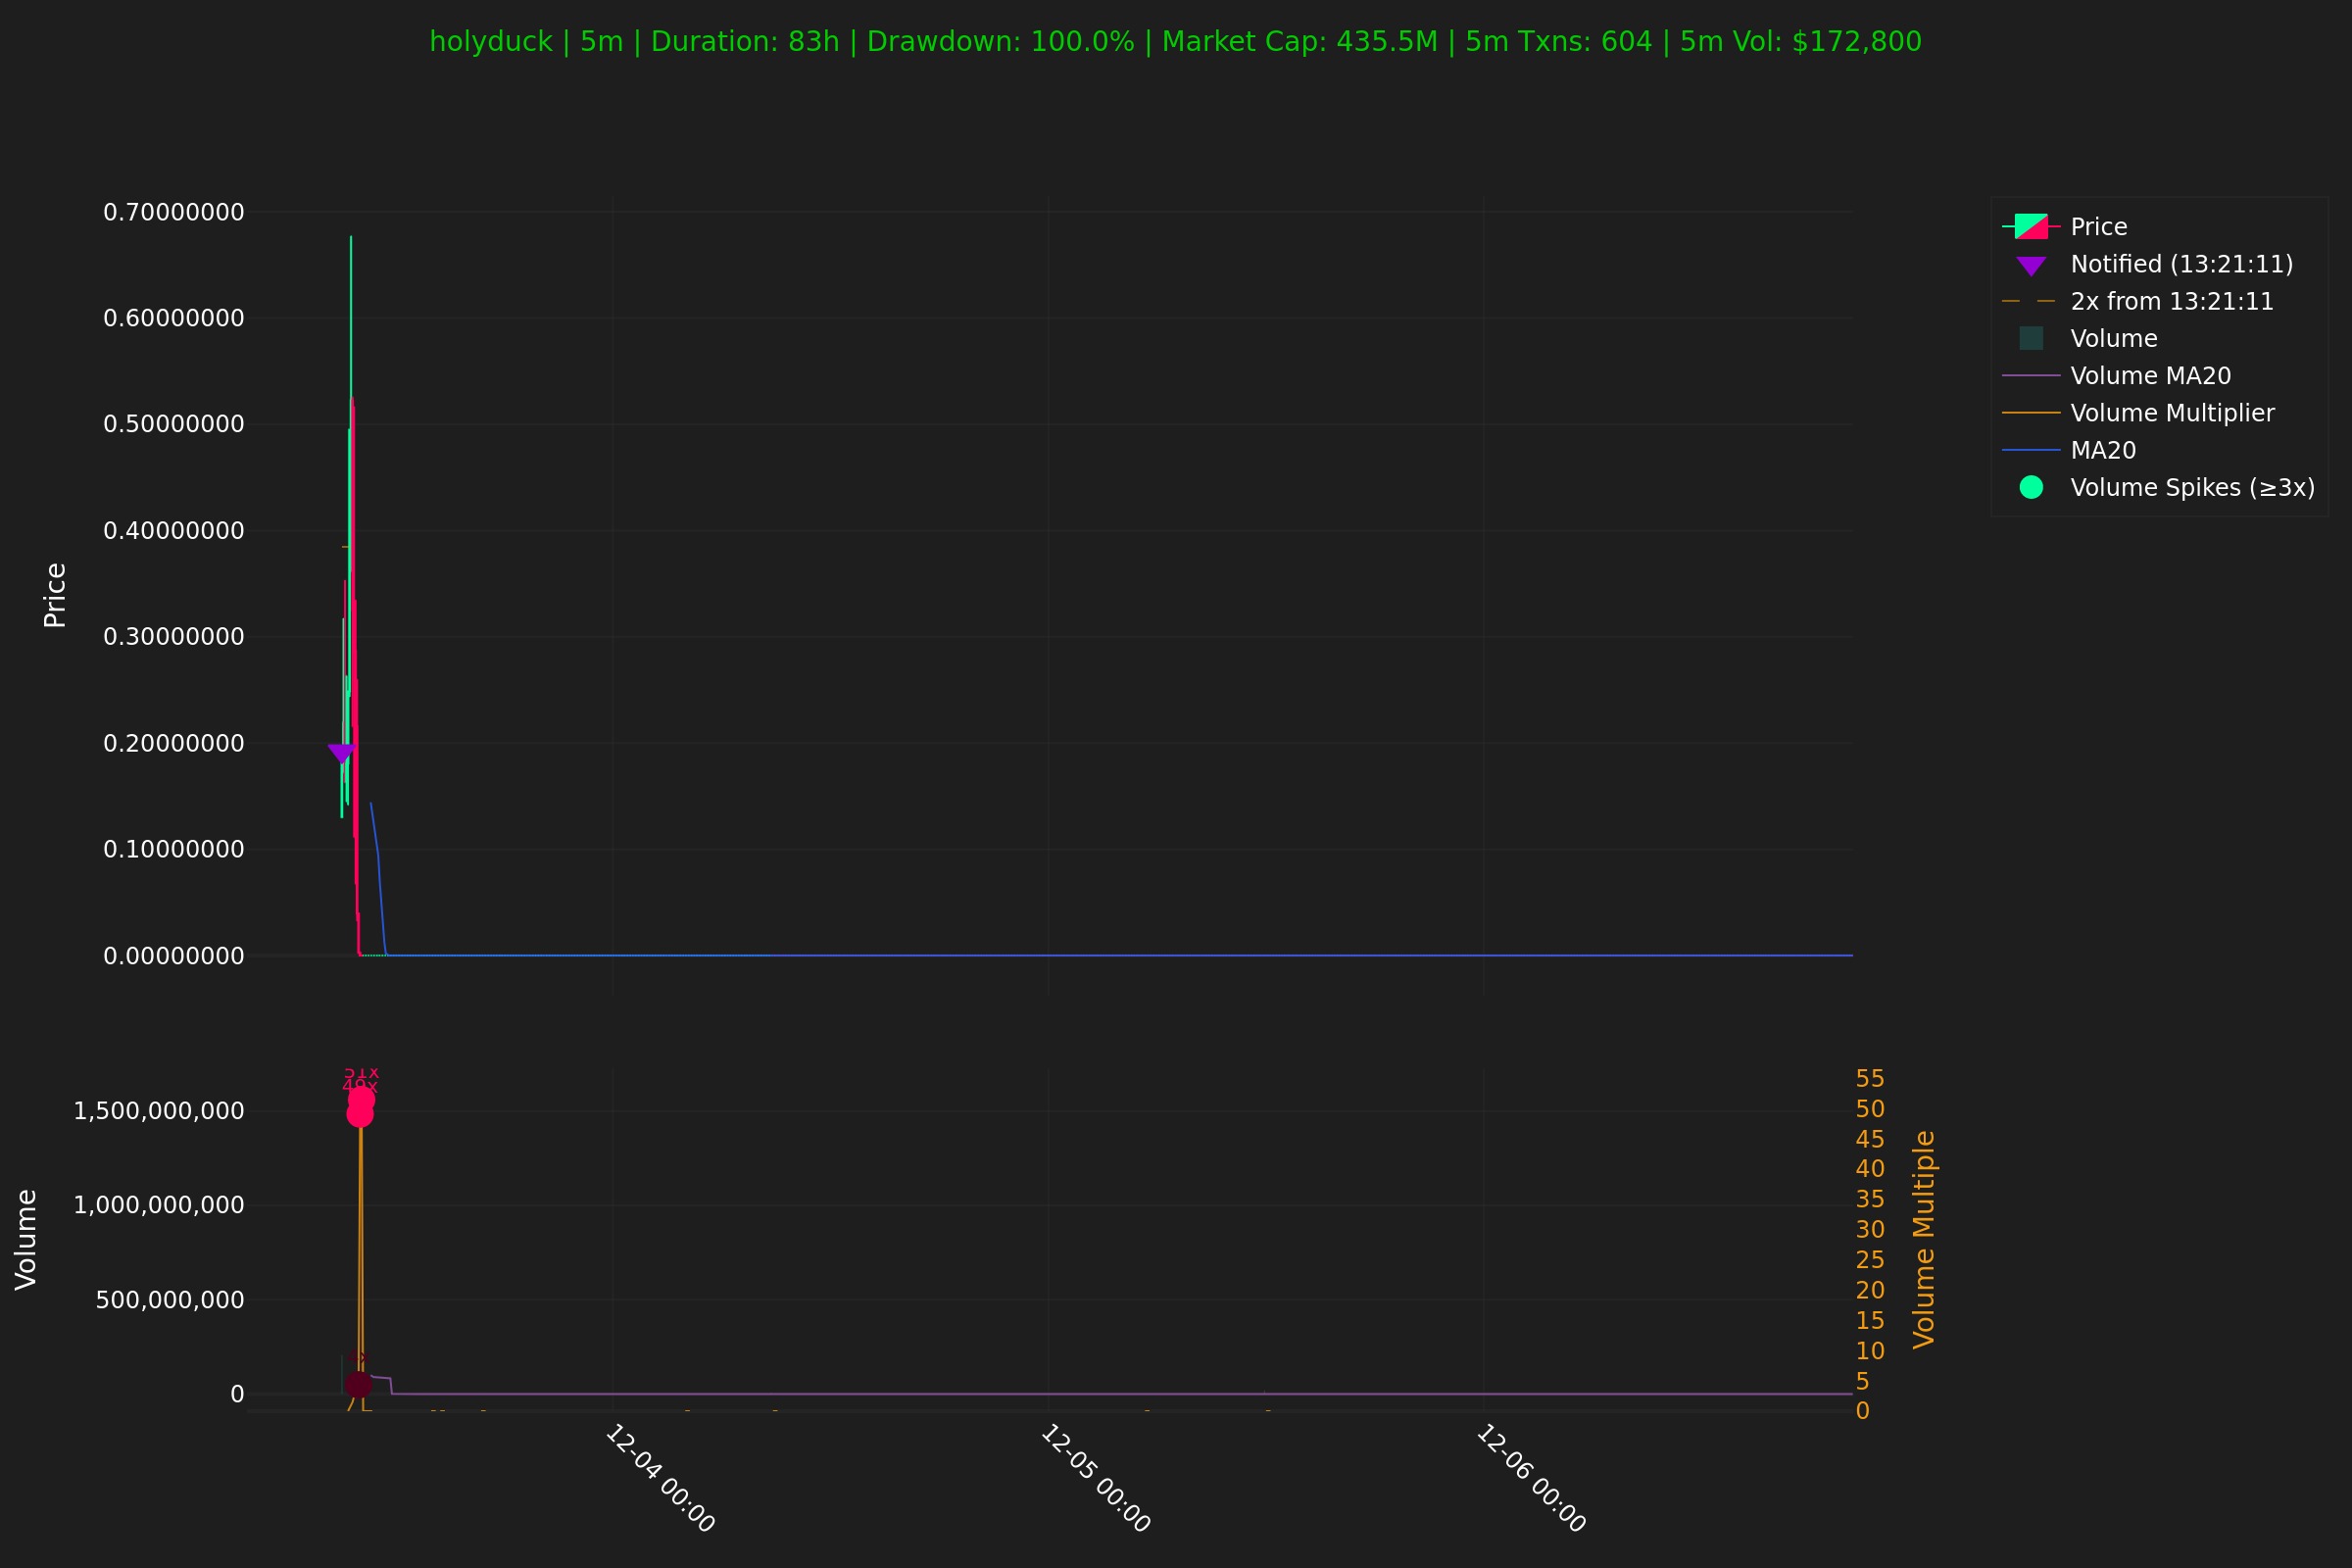 holyduck | 5m | Duration: 83h | Drawdown: 100.0% | Market Cap: 435.5M | 5m Txns: 604 | 5m Vol: $172,800
Price
0.70000000
0.60000000
0.50000000
0.40000000
0.30000000
0.20000000
0.10000000
0.00000000
Price
Notified (13:21:11)
2x from 13:21:11
Volume
Volume MA20
Volume Multiplier
MA20
Volume Spikes (≥3x)
Volume
1,500,000,000
1,000,000,000
500,000,000
0
51x
48x
55
50
45
40
35
30
25
20
15
10
5
0
Volume Multiple
12-04 00:00
12-05 00:00
12-06 00:00